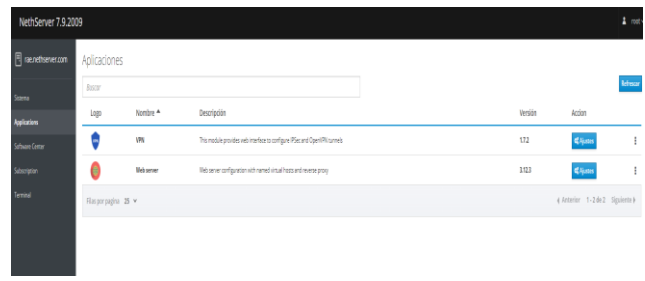 NethServer 7.9.2009
root
rae.nethserver.com
Aplicaciones
Buscar
Refrescar
Sistema
Logo Nombre Descripción Versión Accion
Applications
VPN This module provides web interface to configure IPSec and OpenVPN tunnels 1.7.2 Ajustes
Software Center
Subscription
Web server Web server configuration with named virtual hosts and reverse proxy 3.12.3 Ajustes
Terminal
Filas por pagina 25 Anterior 1-2 de 2 Siguiente